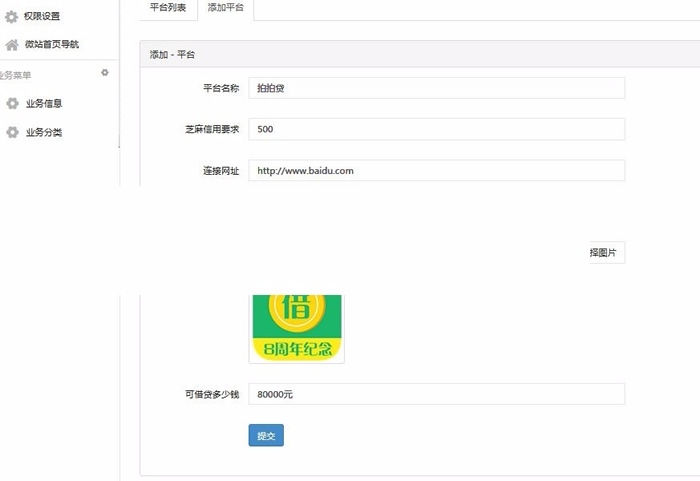 权限设置
微站首页导航
业务菜单
业务信息
业务分类
平台列表 添加平台
添加 - 平台
平台名称 拍拍贷
芝麻信用要求 500
连接网址 http://www.baidu.com
择图片
借
8周年纪念
可借贷多少钱 80000元
提交